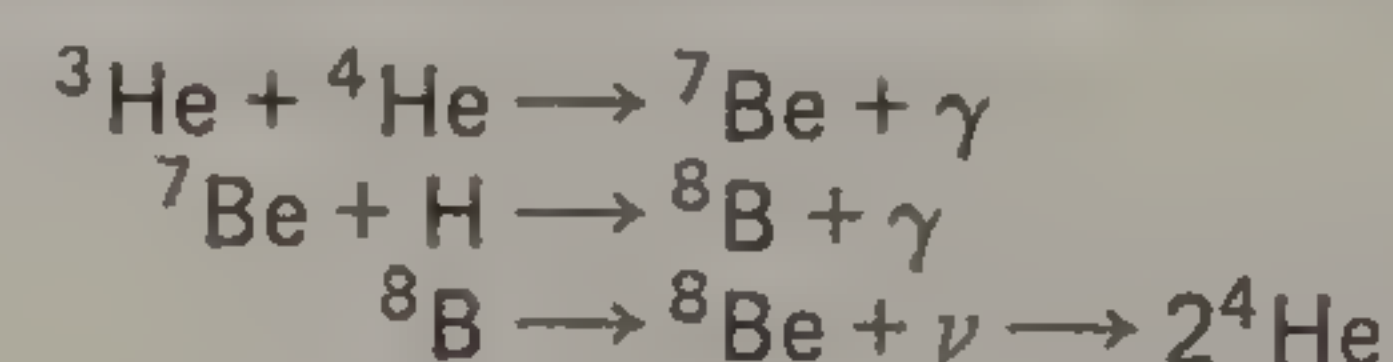 ³He + ⁴He ⟶ ⁷Be + γ
⁷Be + H ⟶ ⁸B + γ
⁸B ⟶ ⁸Be + ν ⟶ 2⁴He